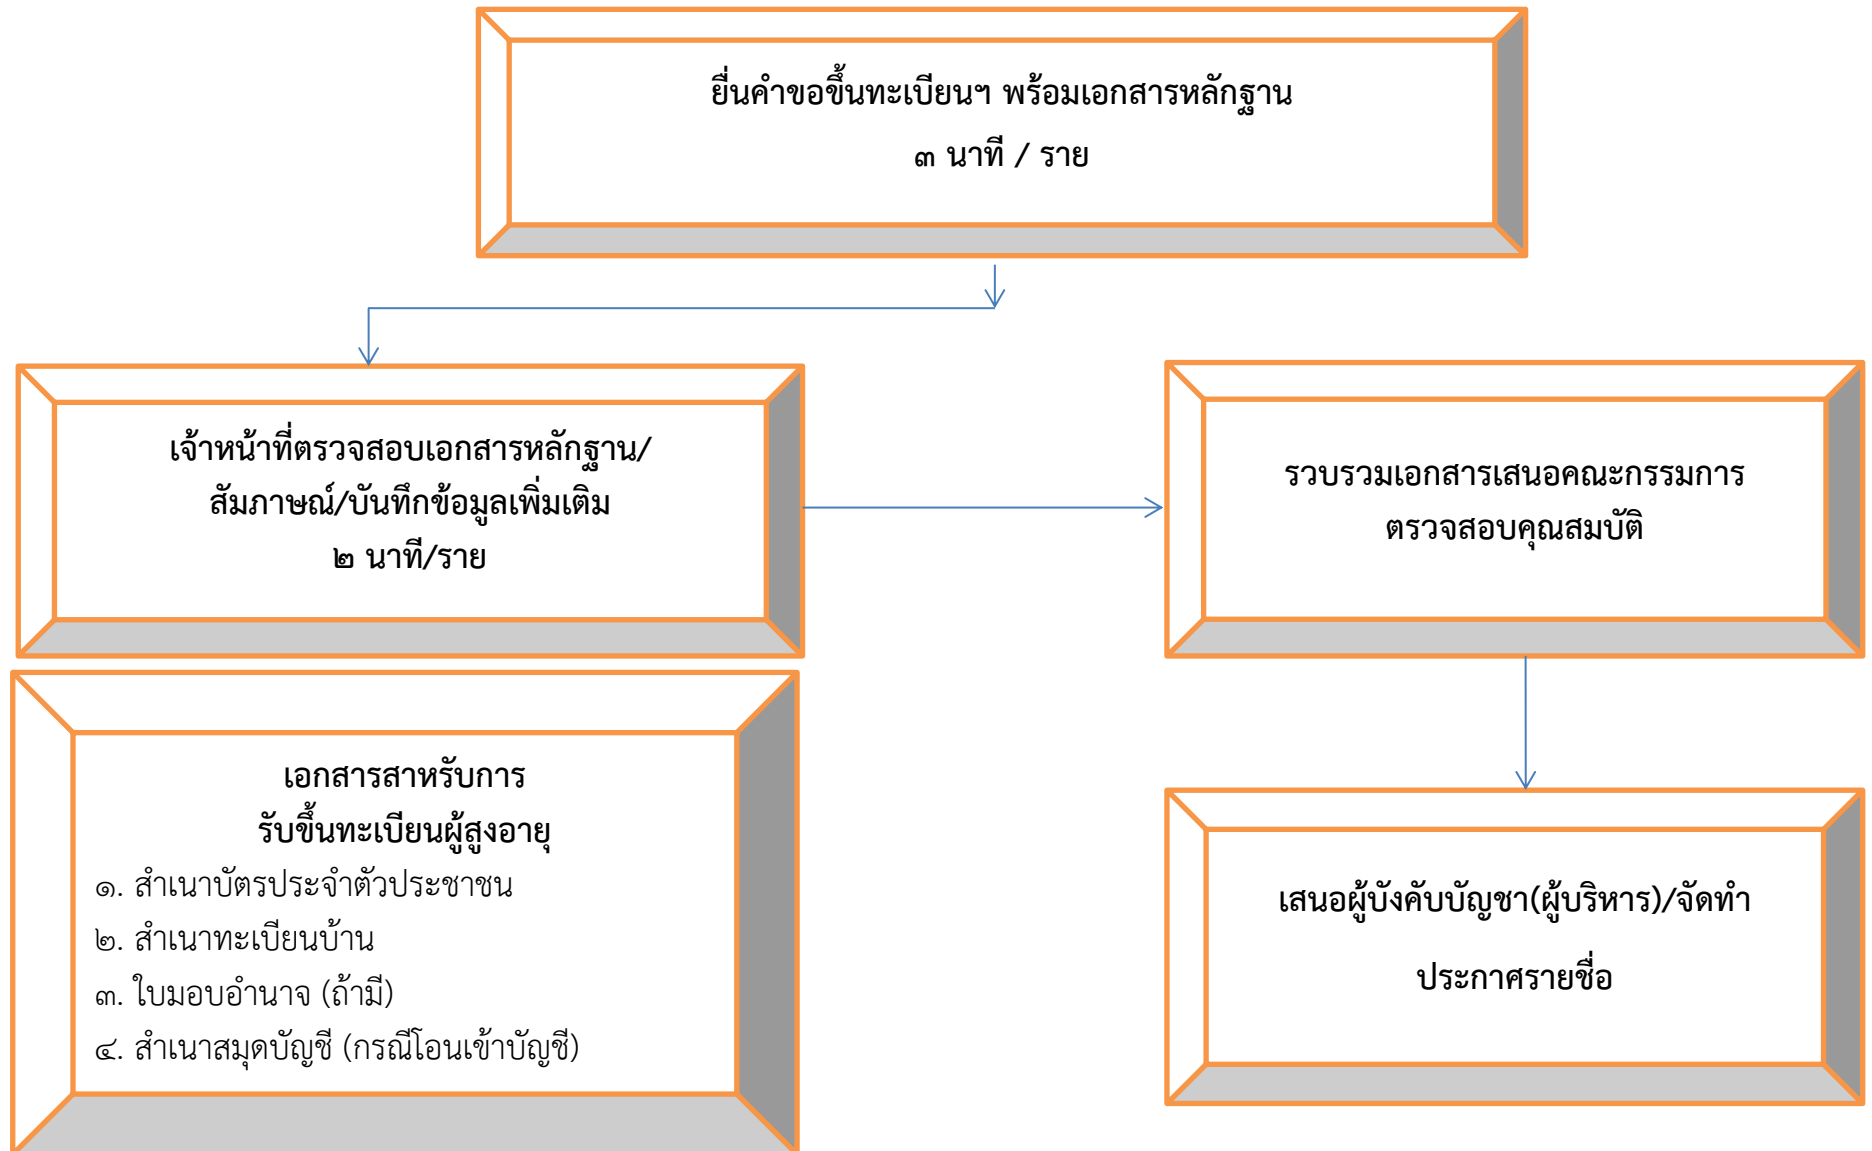 ยื่นคำขอขึ้นทะเบียนฯ พร้อมเอกสารหลักฐาน
๓ นาที / ราย
เจ้าหน้าที่ตรวจสอบเอกสารหลักฐาน/
สัมภาษณ์/บันทึกข้อมูลเพิ่มเติม
๒ นาที/ราย
รวบรวมเอกสารเสนอคณะกรรมการ
ตรวจสอบคุณสมบัติ
เอกสารสาหรับการ
รับขึ้นทะเบียนผู้สูงอายุ
๑. สำเนาบัตรประจำตัวประชาชน
๒. สำเนาทะเบียนบ้าน
๓. ใบมอบอำนาจ (ถ้ามี)
๔. สำเนาสมุดบัญชี (กรณีโอนเข้าบัญชี)
เสนอผู้บังคับบัญชา(ผู้บริหาร)/จัดทำ
ประกาศรายชื่อ